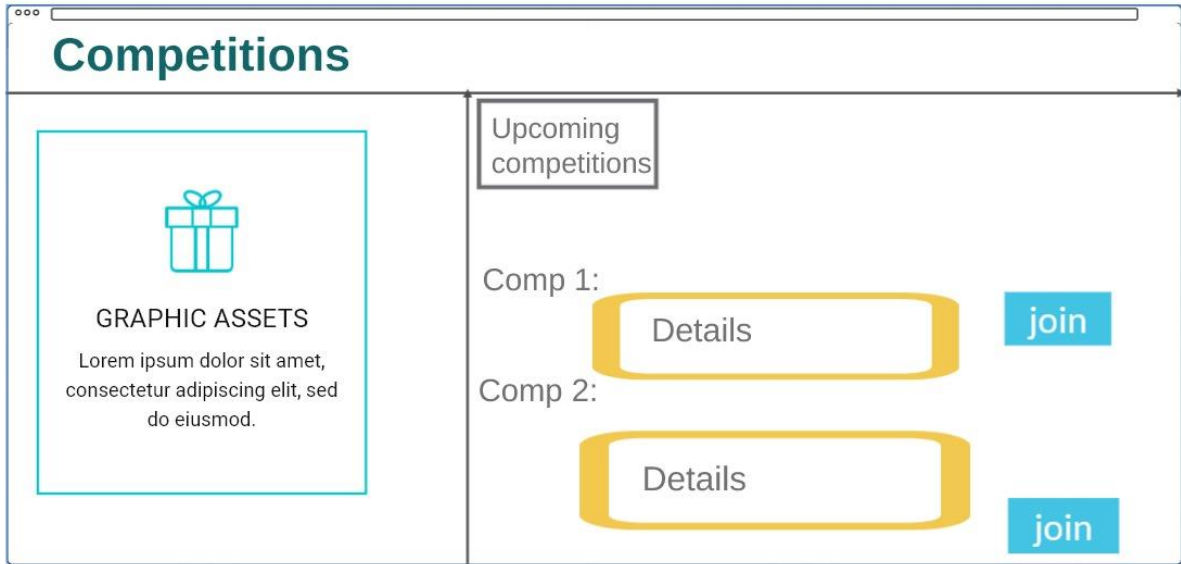 Competitions
GRAPHIC ASSETS
Lorem ipsum dolor sit amet,
consectetur adipiscing elit, sed
do eiusmod.
Upcoming
competitions
Comp 1:
Details
join
Comp 2:
Details
join